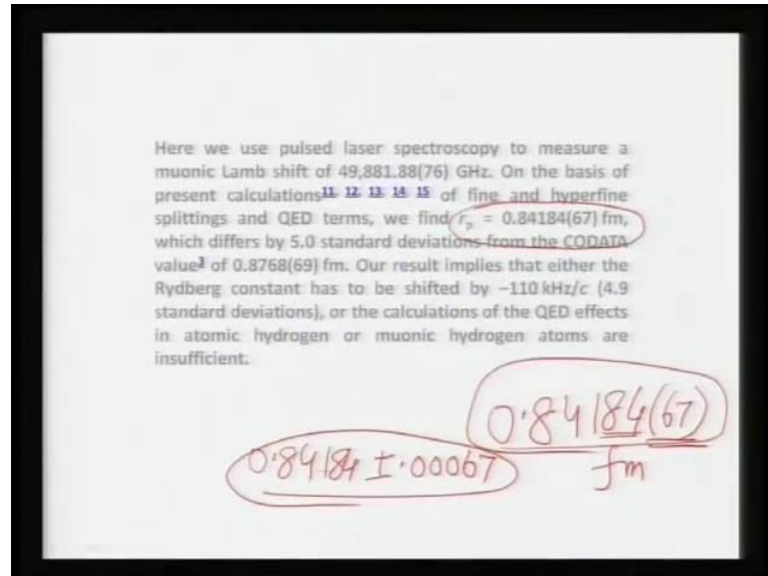 Here we use pulsed laser spectroscopy to measure a
muonic Lamb shift of 49,881.88(76) GHz. On the basis of
present calculations11, 12, 13, 14, 15 of fine and hyperfine
splittings and QED terms, we find rp = 0.84184(67) fm,
which differs by 5.0 standard deviations from the CODATA
value3 of 0.8768(69) fm. Our result implies that either the
Rydberg constant has to be shifted by −110 kHz/c (4.9
standard deviations), or the calculations of the QED effects
in atomic hydrogen or muonic hydrogen atoms are
insufficient.
0.84184(67)
fm
0.84184 ± .00067